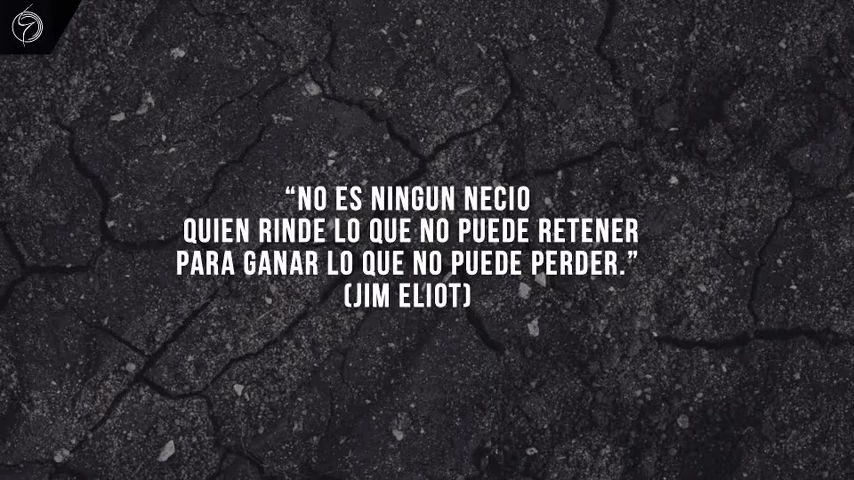 “NO ES NINGUN NECIO
QUIEN RINDE LO QUE NO PUEDE RETENER
PARA GANAR LO QUE NO PUEDE PERDER.”
(JIM ELIOT)